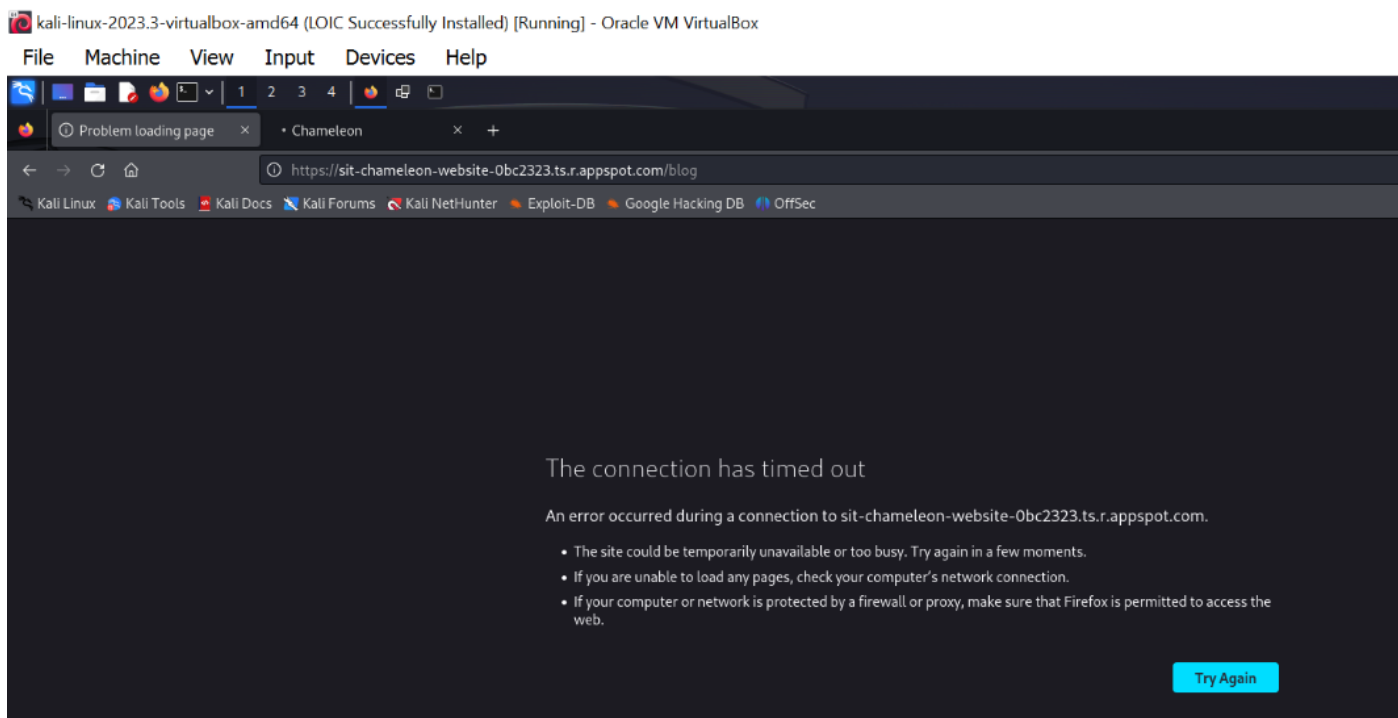 kali-linux-2023.3-virtualbox-amd64 (LOIC Successfully Installed) [Running] - Oracle VM VirtualBox
File Machine View Input Devices Help
1 2 3 4
Problem loading page × • Chameleon × +
https://sit-chameleon-website-0bc2323.ts.r.appspot.com/blog
Kali Linux Kali Tools Kali Docs Kali Forums Kali NetHunter Exploit-DB Google Hacking DB OffSec
The connection has timed out
An error occurred during a connection to sit-chameleon-website-0bc2323.ts.r.appspot.com.
• The site could be temporarily unavailable or too busy. Try again in a few moments.
• If you are unable to load any pages, check your computer's network connection.
• If your computer or network is protected by a firewall or proxy, make sure that Firefox is permitted to access the
web.
Try Again